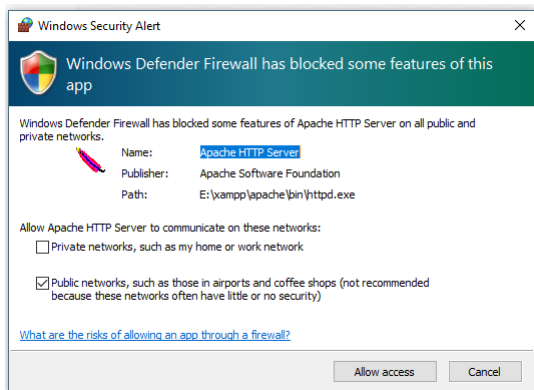 Windows Security Alert
Windows Defender Firewall has blocked some features of this
app
Windows Defender Firewall has blocked some features of Apache HTTP Server on all public and
private networks.
Name: Apache HTTP Server
Publisher: Apache Software Foundation
Path: E:\xampp\apache\bin\httpd.exe
Allow Apache HTTP Server to communicate on these networks:
Private networks, such as my home or work network
Public networks, such as those in airports and coffee shops (not recommended
because these networks often have little or no security)
What are the risks of allowing an app through a firewall?
Allow access Cancel